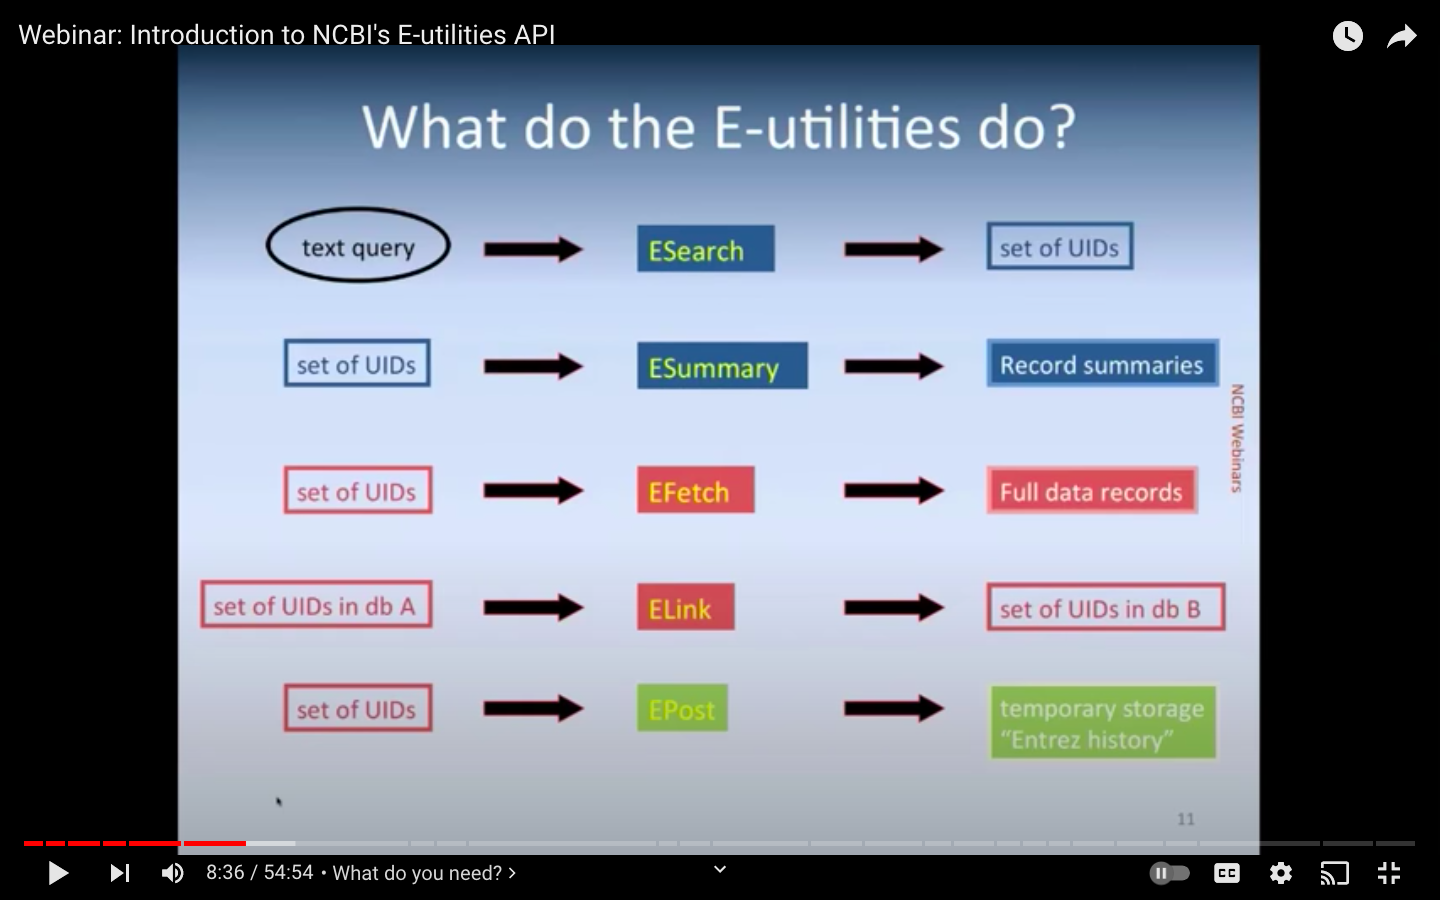 Webinar: Introduction to NCBI's E-utilities API
What do the E-utilities do?
text query
ESearch
set of UIDs
set of UIDs
ESummary
Record summaries
set of UIDs
EFetch
Full data records
set of UIDs in db A
ELink
set of UIDs in db B
set of UIDs
EPost
temporary storage
“Entrez history”
NCBI Webinars
11
8:36 / 54:54 • What do you need? >
CC